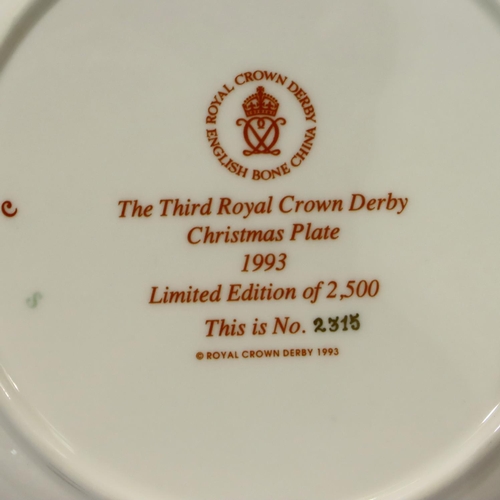 ROYAL CROWN DERBY
ENGLISH BONE CHINA
The Third Royal Crown Derby
Christmas Plate
1993
Limited Edition of 2,500
This is No. 2315
© ROYAL CROWN DERBY 1993